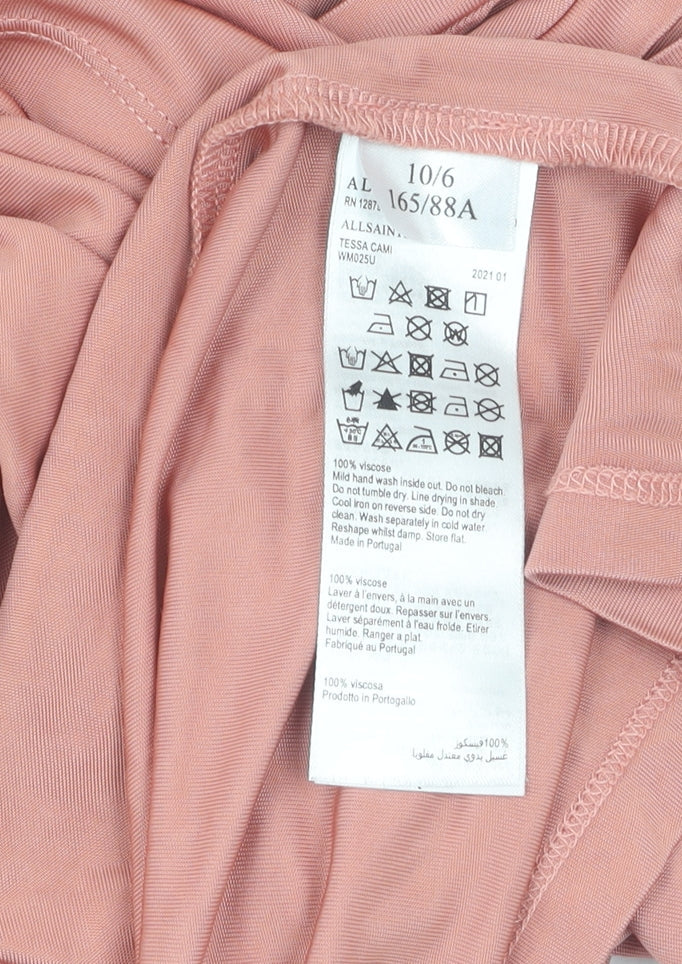 10/6
AL 165/88A
RN 1287
ALLSAIN
TESSA CAMI
WM025U
2021 01
100% viscose
Mild hand wash inside out. Do not bleach.
Do not tumble dry. Line drying in shade.
Cool iron on reverse side. Do not dry
clean. Wash separately in cold water
Reshape whilst damp. Store flat.
Made in Portugal
100% viscose
Laver à l'envers, à la main avec un
détergent doux. Repasser sur l'envers.
Laver séparément à l'eau froide. Etirer
humide. Ranger a plat.
Fabriqué au Portugal
100% viscosa
Prodotto in Portogallo
100% فيسكوز
غسيل يدوي معتدل مقلوبا